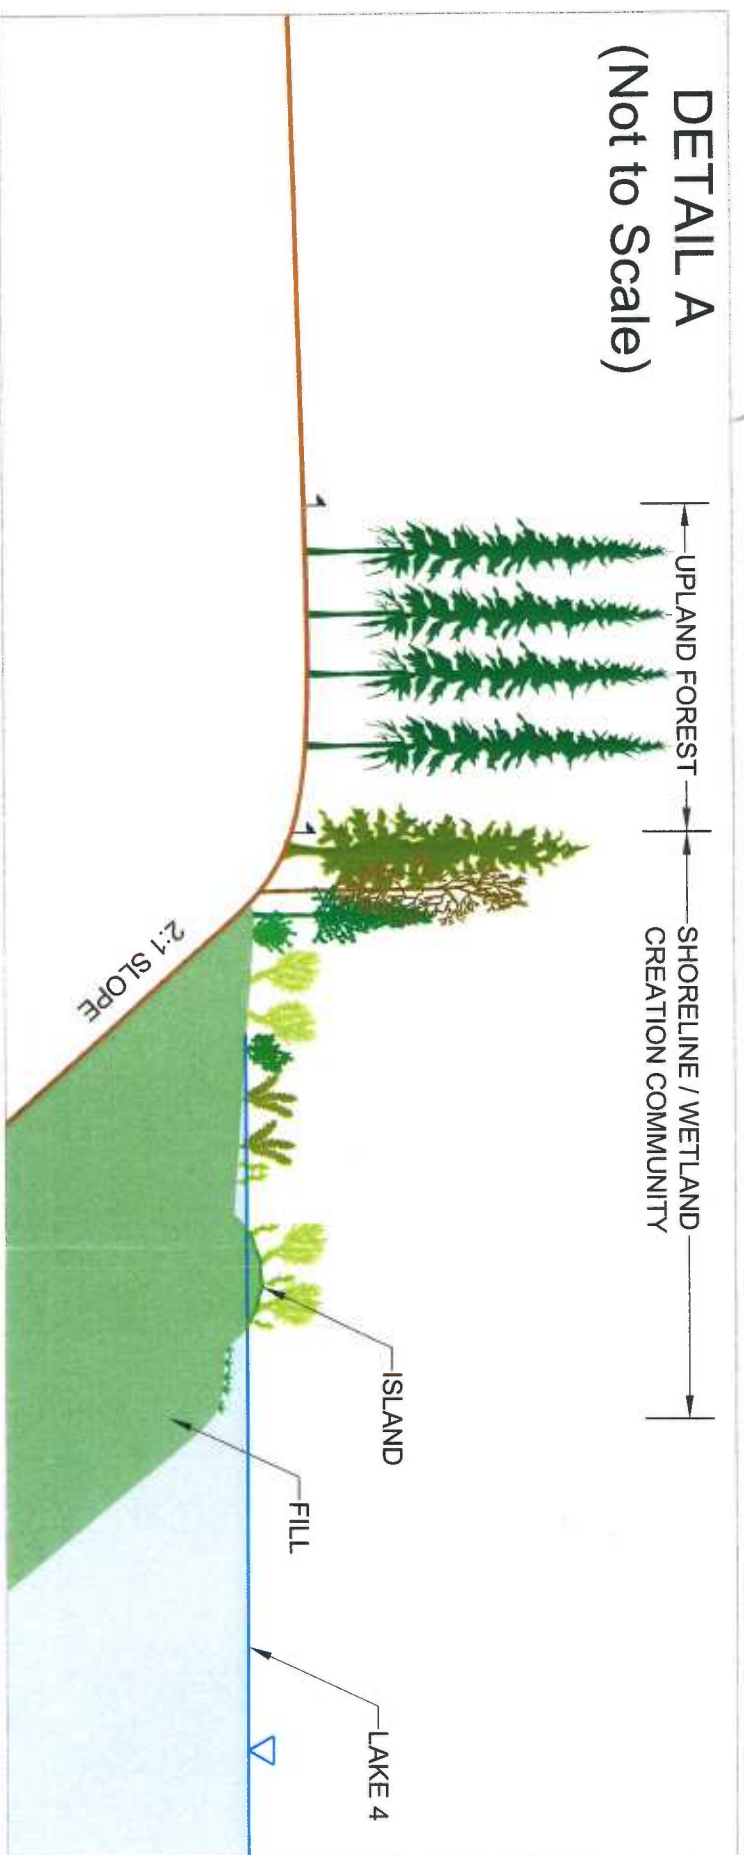 DETAIL A
(Not to Scale)
UPLAND FOREST
SHORELINE / WETLAND
CREATION COMMUNITY
2:1 SLOPE
ISLAND
FILL
LAKE 4